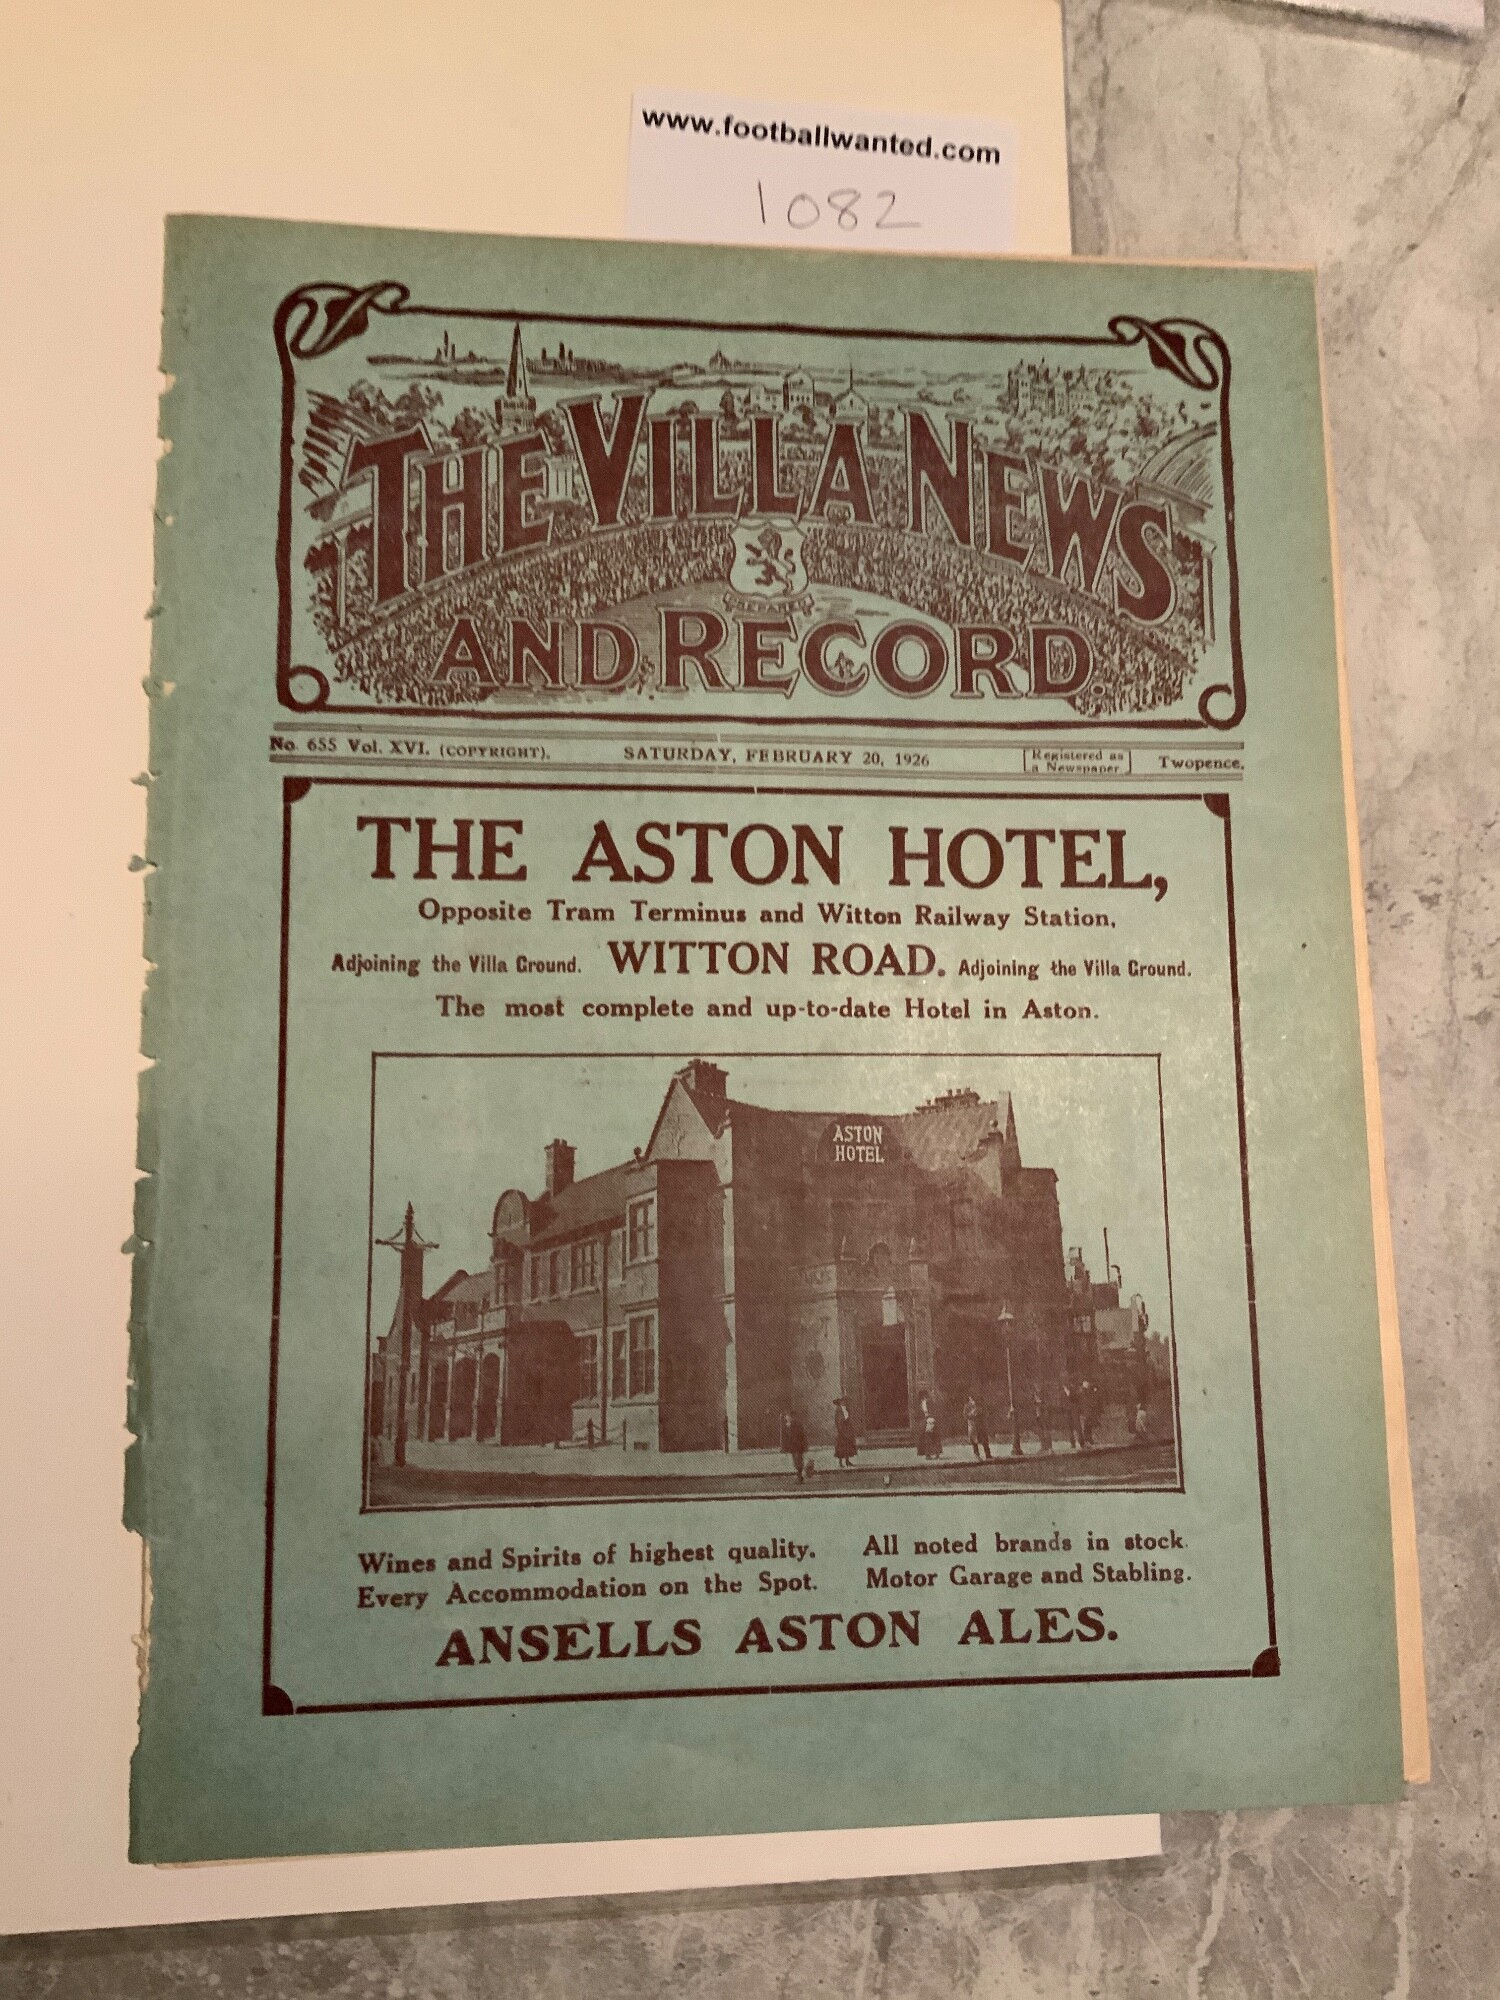 www.footballwanted.com
1082
THE VILLA NEWS
AND RECORD.
PREPARED
No. 655 Vol. XVI. (COPYRIGHT). SATURDAY, FEBRUARY 20, 1926 [Registered as a Newspaper] Twopence.
THE ASTON HOTEL,
Opposite Tram Terminus and Witton Railway Station,
Adjoining the Villa Ground. WITTON ROAD. Adjoining the Villa Ground.
The most complete and up-to-date Hotel in Aston.
ASTON
HOTEL
Wines and Spirits of highest quality. All noted brands in stock.
Every Accommodation on the Spot. Motor Garage and Stabling.
ANSELLS ASTON ALES.